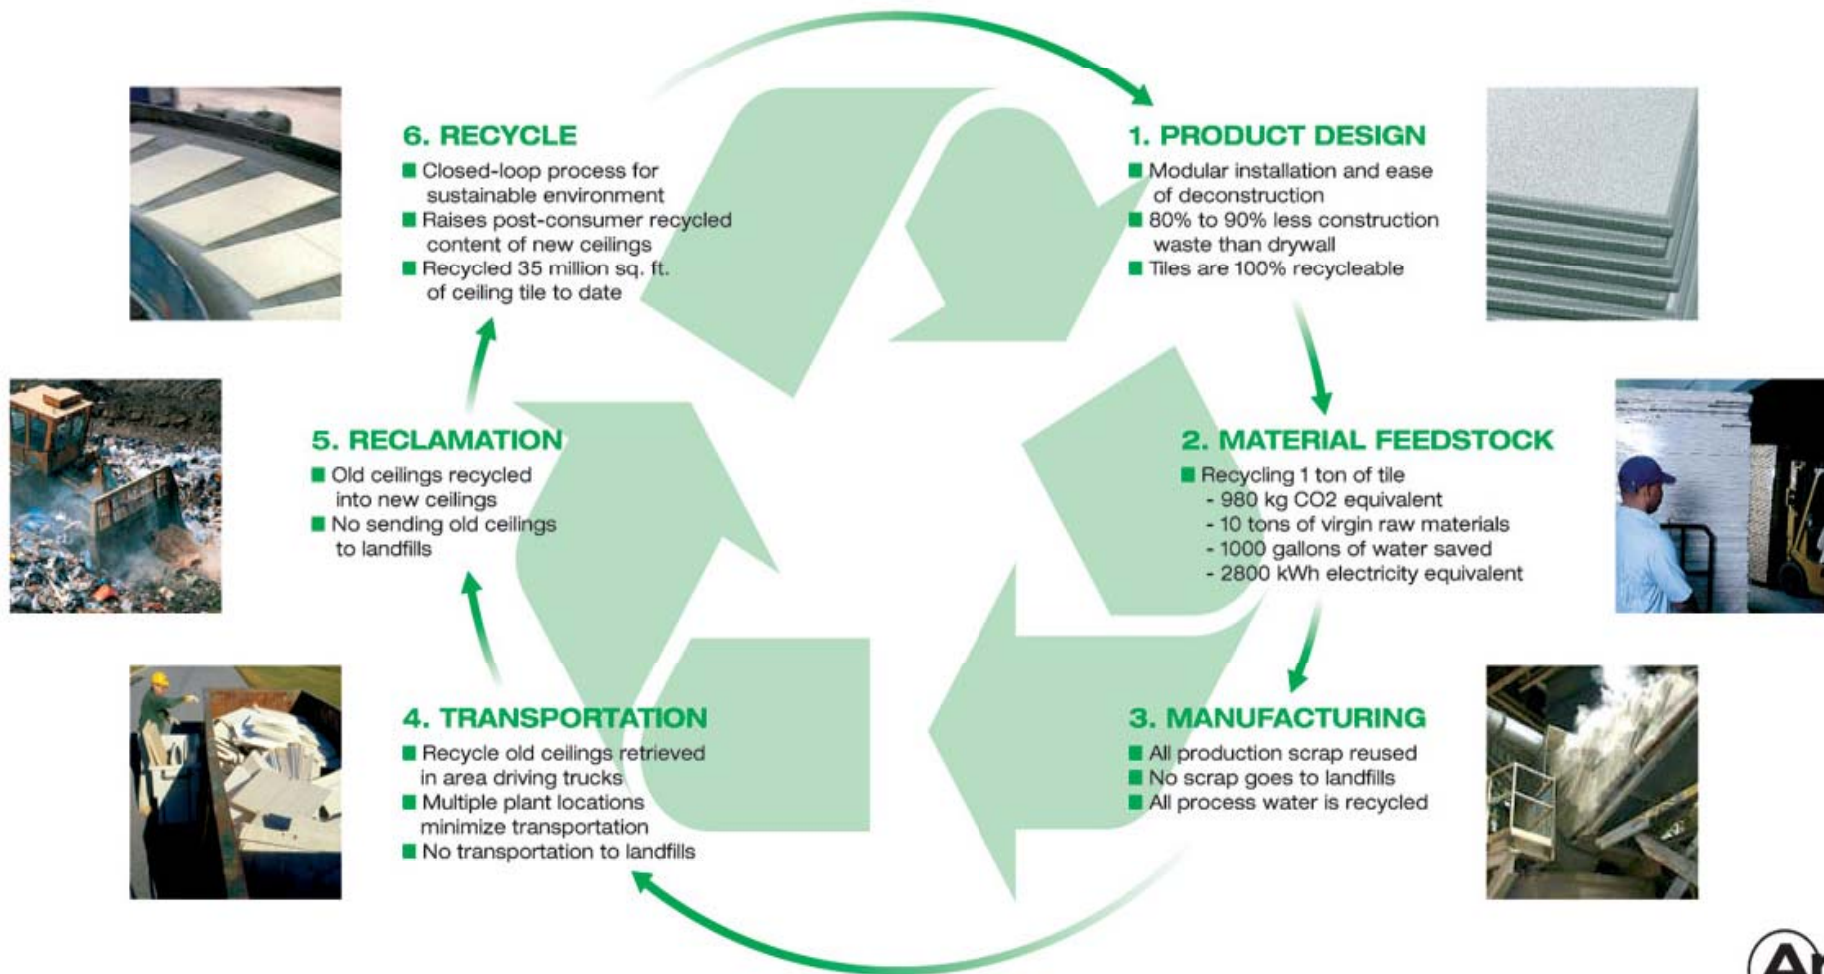 1. PRODUCT DESIGN
Modular installation and ease
of deconstruction
80% to 90% less construction
waste than drywall
Tiles are 100% recycleable
2. MATERIAL FEEDSTOCK
Recycling 1 ton of tile
- 980 kg CO2 equivalent
- 10 tons of virgin raw materials
- 1000 gallons of water saved
- 2800 kWh electricity equivalent
3. MANUFACTURING
All production scrap reused
No scrap goes to landfills
All process water is recycled
4. TRANSPORTATION
Recycle old ceilings retrieved
in area driving trucks
Multiple plant locations
minimize transportation
No transportation to landfills
5. RECLAMATION
Old ceilings recycled
into new ceilings
No sending old ceilings
to landfills
6. RECYCLE
Closed-loop process for
sustainable environment
Raises post-consumer recycled
content of new ceilings
Recycled 35 million sq. ft.
of ceiling tile to date